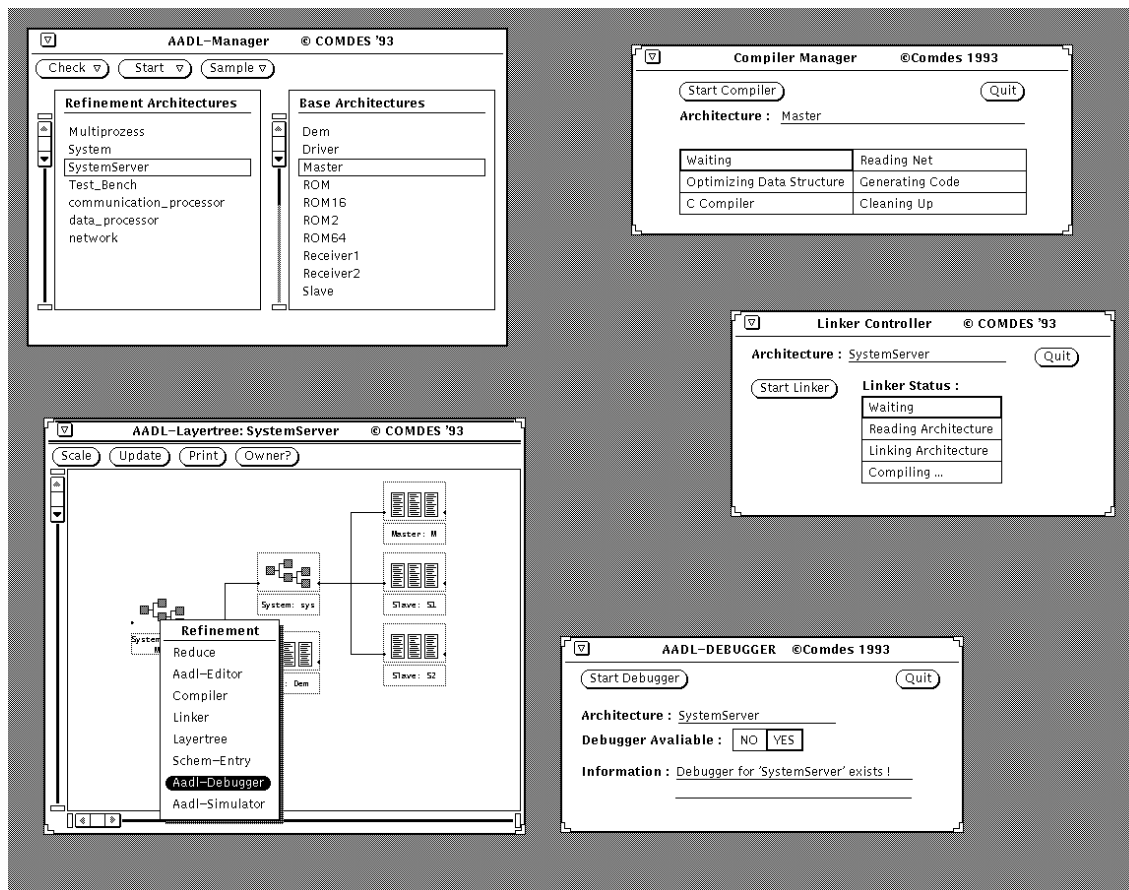 AADL−Manager © COMDES '93
Check Start Sample
Refinement Architectures
Multiprozess
System
SystemServer
Test_Bench
communication_processor
data_processor
network
Base Architectures
Dem
Driver
Master
ROM
ROM16
ROM2
ROM64
Receiver1
Receiver2
Slave
Compiler Manager ©Comdes 1993
Start Compiler Quit
Architecture : Master
Waiting Reading Net
Optimizing Data Structure Generating Code
C Compiler Cleaning Up
Linker Controller © COMDES '93
Architecture : SystemServer Quit
Start Linker Linker Status :
Waiting
Reading Architecture
Linking Architecture
Compiling ...
AADL−Layertree: SystemServer © COMDES '93
Scale Update Print Owner?
Master: M
System: sys
Slave: S1
Slave: S2
System
: Dem
Refinement
Reduce
Aadl−Editor
Compiler
Linker
Layertree
Schem−Entry
Aadl−Debugger
Aadl−Simulator
AADL−DEBUGGER ©Comdes 1993
Start Debugger Quit
Architecture : SystemServer
Debugger Avaliable : NO YES
Information : Debugger for 'SystemServer' exists !